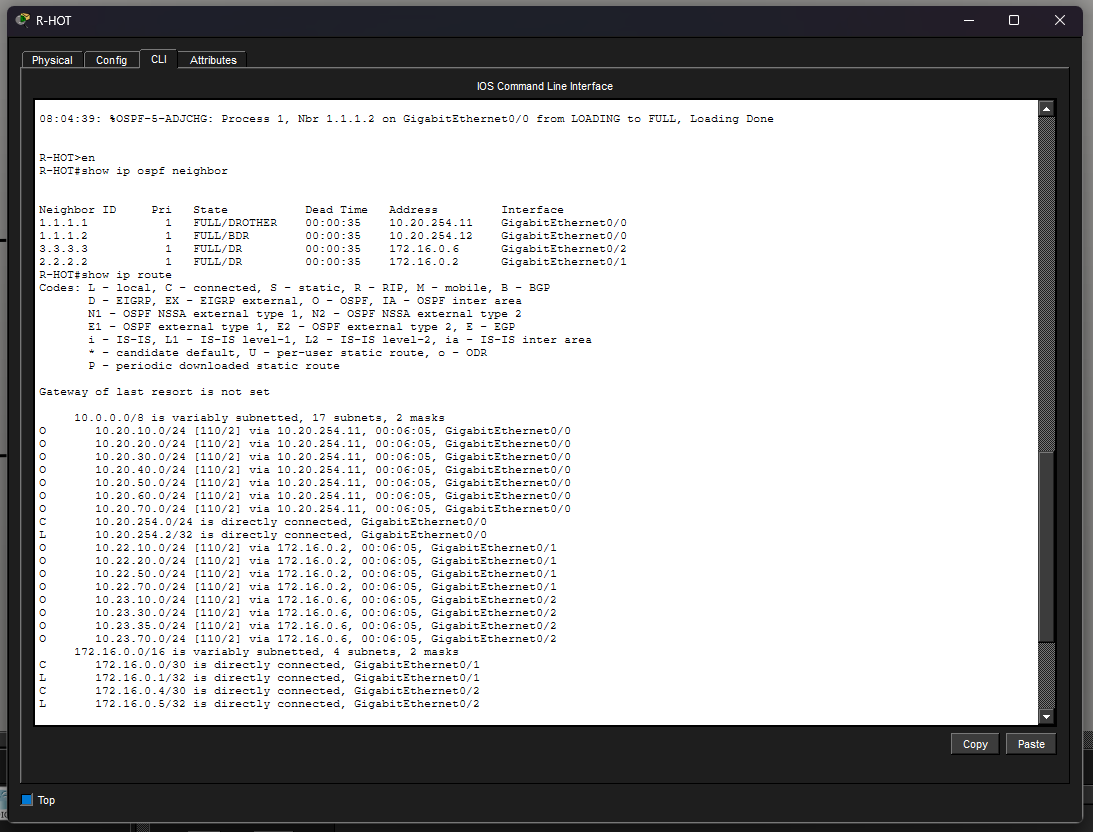 R-HOT
Physical Config CLI Attributes
IOS Command Line Interface
08:04:39: %OSPF-5-ADJCHG: Process 1, Nbr 1.1.1.2 on GigabitEthernet0/0 from LOADING to FULL, Loading Done
R-HOT>en
R-HOT#show ip ospf neighbor
Neighbor ID     Pri   State           Dead Time   Address         Interface
1.1.1.1           1   FULL/DROTHER    00:00:35    10.20.254.11    GigabitEthernet0/0
1.1.1.2           1   FULL/BDR        00:00:35    10.20.254.12    GigabitEthernet0/0
3.3.3.3           1   FULL/DR         00:00:35    172.16.0.6      GigabitEthernet0/2
2.2.2.2           1   FULL/DR         00:00:35    172.16.0.2      GigabitEthernet0/1
R-HOT#show ip route
Codes: L - local, C - connected, S - static, R - RIP, M - mobile, B - BGP
       D - EIGRP, EX - EIGRP external, O - OSPF, IA - OSPF inter area
       N1 - OSPF NSSA external type 1, N2 - OSPF NSSA external type 2
       E1 - OSPF external type 1, E2 - OSPF external type 2, E - EGP
       i - IS-IS, L1 - IS-IS level-1, L2 - IS-IS level-2, ia - IS-IS inter area
       * - candidate default, U - per-user static route, o - ODR
       P - periodic downloaded static route
Gateway of last resort is not set
     10.0.0.0/8 is variably subnetted, 17 subnets, 2 masks
O       10.20.10.0/24 [110/2] via 10.20.254.11, 00:06:05, GigabitEthernet0/0
O       10.20.20.0/24 [110/2] via 10.20.254.11, 00:06:05, GigabitEthernet0/0
O       10.20.30.0/24 [110/2] via 10.20.254.11, 00:06:05, GigabitEthernet0/0
O       10.20.40.0/24 [110/2] via 10.20.254.11, 00:06:05, GigabitEthernet0/0
O       10.20.50.0/24 [110/2] via 10.20.254.11, 00:06:05, GigabitEthernet0/0
O       10.20.60.0/24 [110/2] via 10.20.254.11, 00:06:05, GigabitEthernet0/0
O       10.20.70.0/24 [110/2] via 10.20.254.11, 00:06:05, GigabitEthernet0/0
C       10.20.254.0/24 is directly connected, GigabitEthernet0/0
L       10.20.254.2/32 is directly connected, GigabitEthernet0/0
O       10.22.10.0/24 [110/2] via 172.16.0.2, 00:06:05, GigabitEthernet0/1
O       10.22.20.0/24 [110/2] via 172.16.0.2, 00:06:05, GigabitEthernet0/1
O       10.22.50.0/24 [110/2] via 172.16.0.2, 00:06:05, GigabitEthernet0/1
O       10.22.70.0/24 [110/2] via 172.16.0.2, 00:06:05, GigabitEthernet0/1
O       10.23.10.0/24 [110/2] via 172.16.0.6, 00:06:05, GigabitEthernet0/2
O       10.23.30.0/24 [110/2] via 172.16.0.6, 00:06:05, GigabitEthernet0/2
O       10.23.35.0/24 [110/2] via 172.16.0.6, 00:06:05, GigabitEthernet0/2
O       10.23.70.0/24 [110/2] via 172.16.0.6, 00:06:05, GigabitEthernet0/2
     172.16.0.0/16 is variably subnetted, 4 subnets, 2 masks
C       172.16.0.0/30 is directly connected, GigabitEthernet0/1
L       172.16.0.1/32 is directly connected, GigabitEthernet0/1
C       172.16.0.4/30 is directly connected, GigabitEthernet0/2
L       172.16.0.5/32 is directly connected, GigabitEthernet0/2
Copy Paste
Top